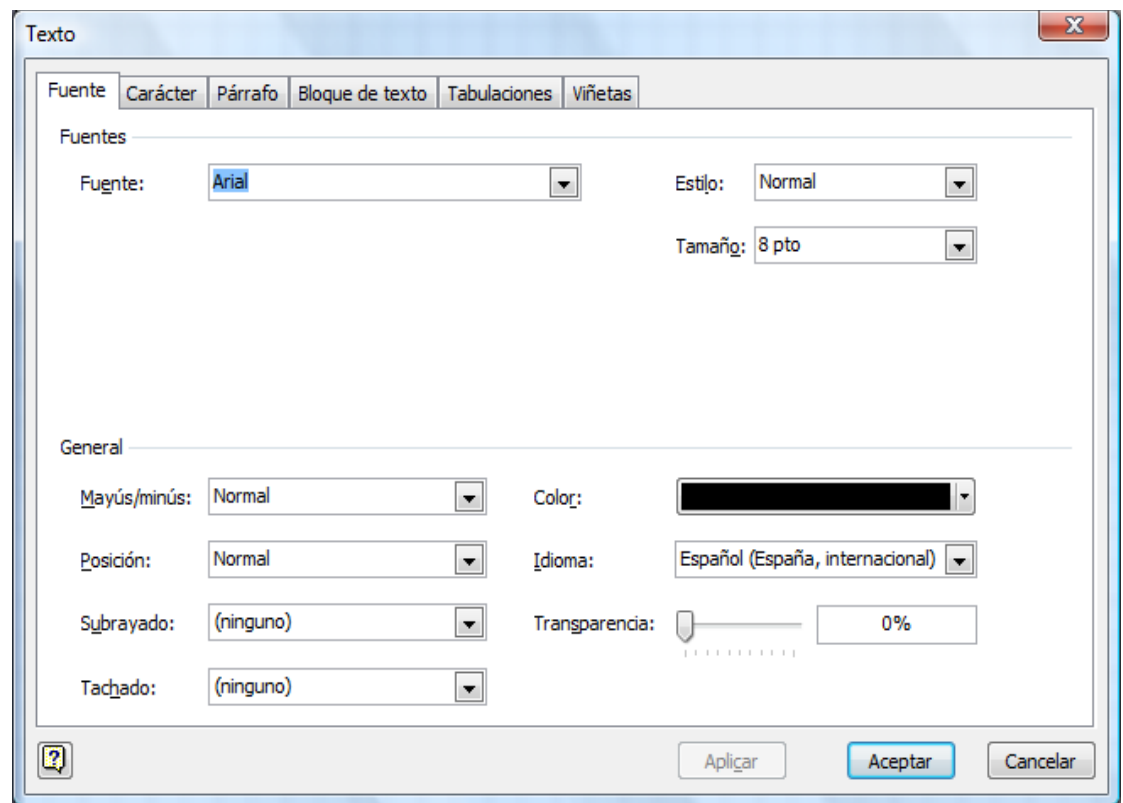 Texto
Fuente Carácter Párrafo Bloque de texto Tabulaciones Viñetas
Fuentes
Fuente: Arial Estilo: Normal
Tamaño: 8 pto
General
Mayús/minús: Normal Color:
Posición: Normal Idioma: Español (España, internacional)
Subrayado: (ninguno) Transparencia: 0%
Tachado: (ninguno)
Aplicar Aceptar Cancelar